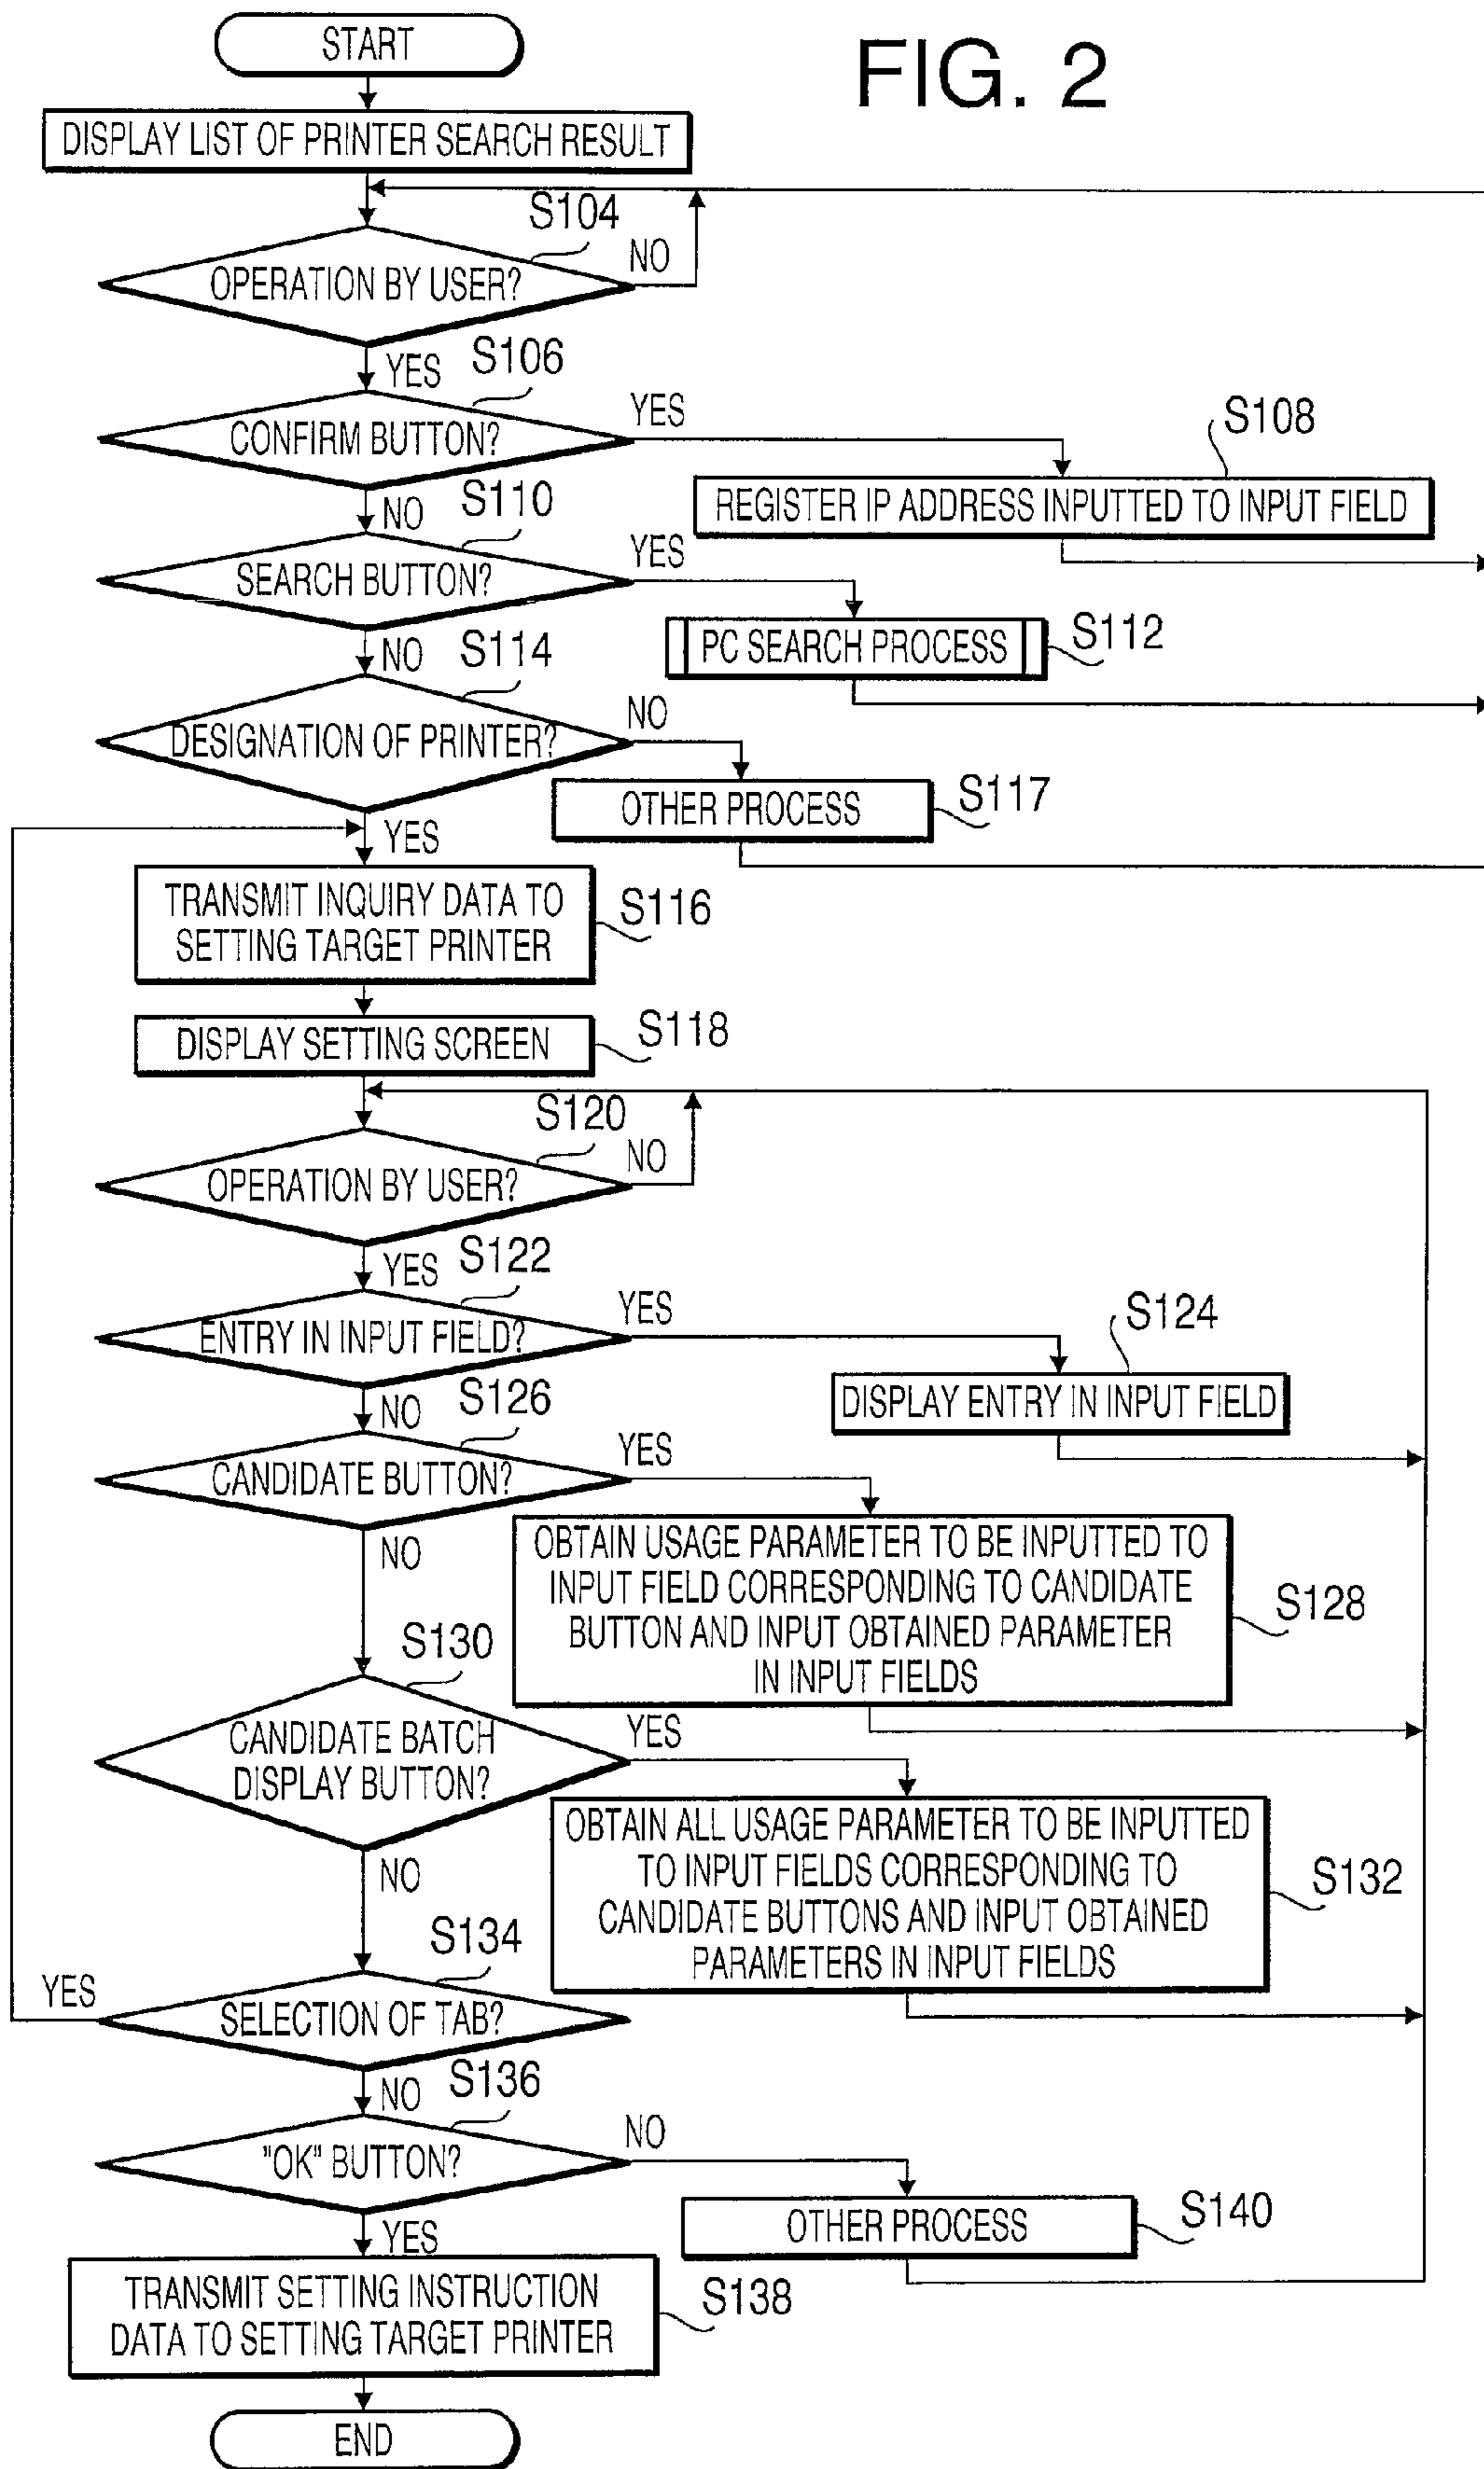 START
FIG. 2
DISPLAY LIST OF PRINTER SEARCH RESULT
S104
OPERATION BY USER?
NO
YES
S106
CONFIRM BUTTON?
YES
S108
REGISTER IP ADDRESS INPUTTED TO INPUT FIELD
NO
S110
SEARCH BUTTON?
YES
PC SEARCH PROCESS
S112
NO
S114
DESIGNATION OF PRINTER?
NO
OTHER PROCESS
S117
YES
TRANSMIT INQUIRY DATA TO
SETTING TARGET PRINTER
S116
DISPLAY SETTING SCREEN
S118
S120
OPERATION BY USER?
NO
YES
S122
ENTRY IN INPUT FIELD?
YES
S124
DISPLAY ENTRY IN INPUT FIELD
NO
S126
CANDIDATE BUTTON?
YES
OBTAIN USAGE PARAMETER TO BE INPUTTED TO
INPUT FIELD CORRESPONDING TO CANDIDATE
BUTTON AND INPUT OBTAINED PARAMETER
IN INPUT FIELDS
S128
NO
S130
CANDIDATE BATCH
DISPLAY BUTTON?
YES
OBTAIN ALL USAGE PARAMETER TO BE INPUTTED
TO INPUT FIELDS CORRESPONDING TO
CANDIDATE BUTTONS AND INPUT OBTAINED
PARAMETERS IN INPUT FIELDS
S132
NO
S134
SELECTION OF TAB?
YES
NO
S136
"OK" BUTTON?
NO
OTHER PROCESS
S140
YES
TRANSMIT SETTING INSTRUCTION
DATA TO SETTING TARGET PRINTER
S138
END